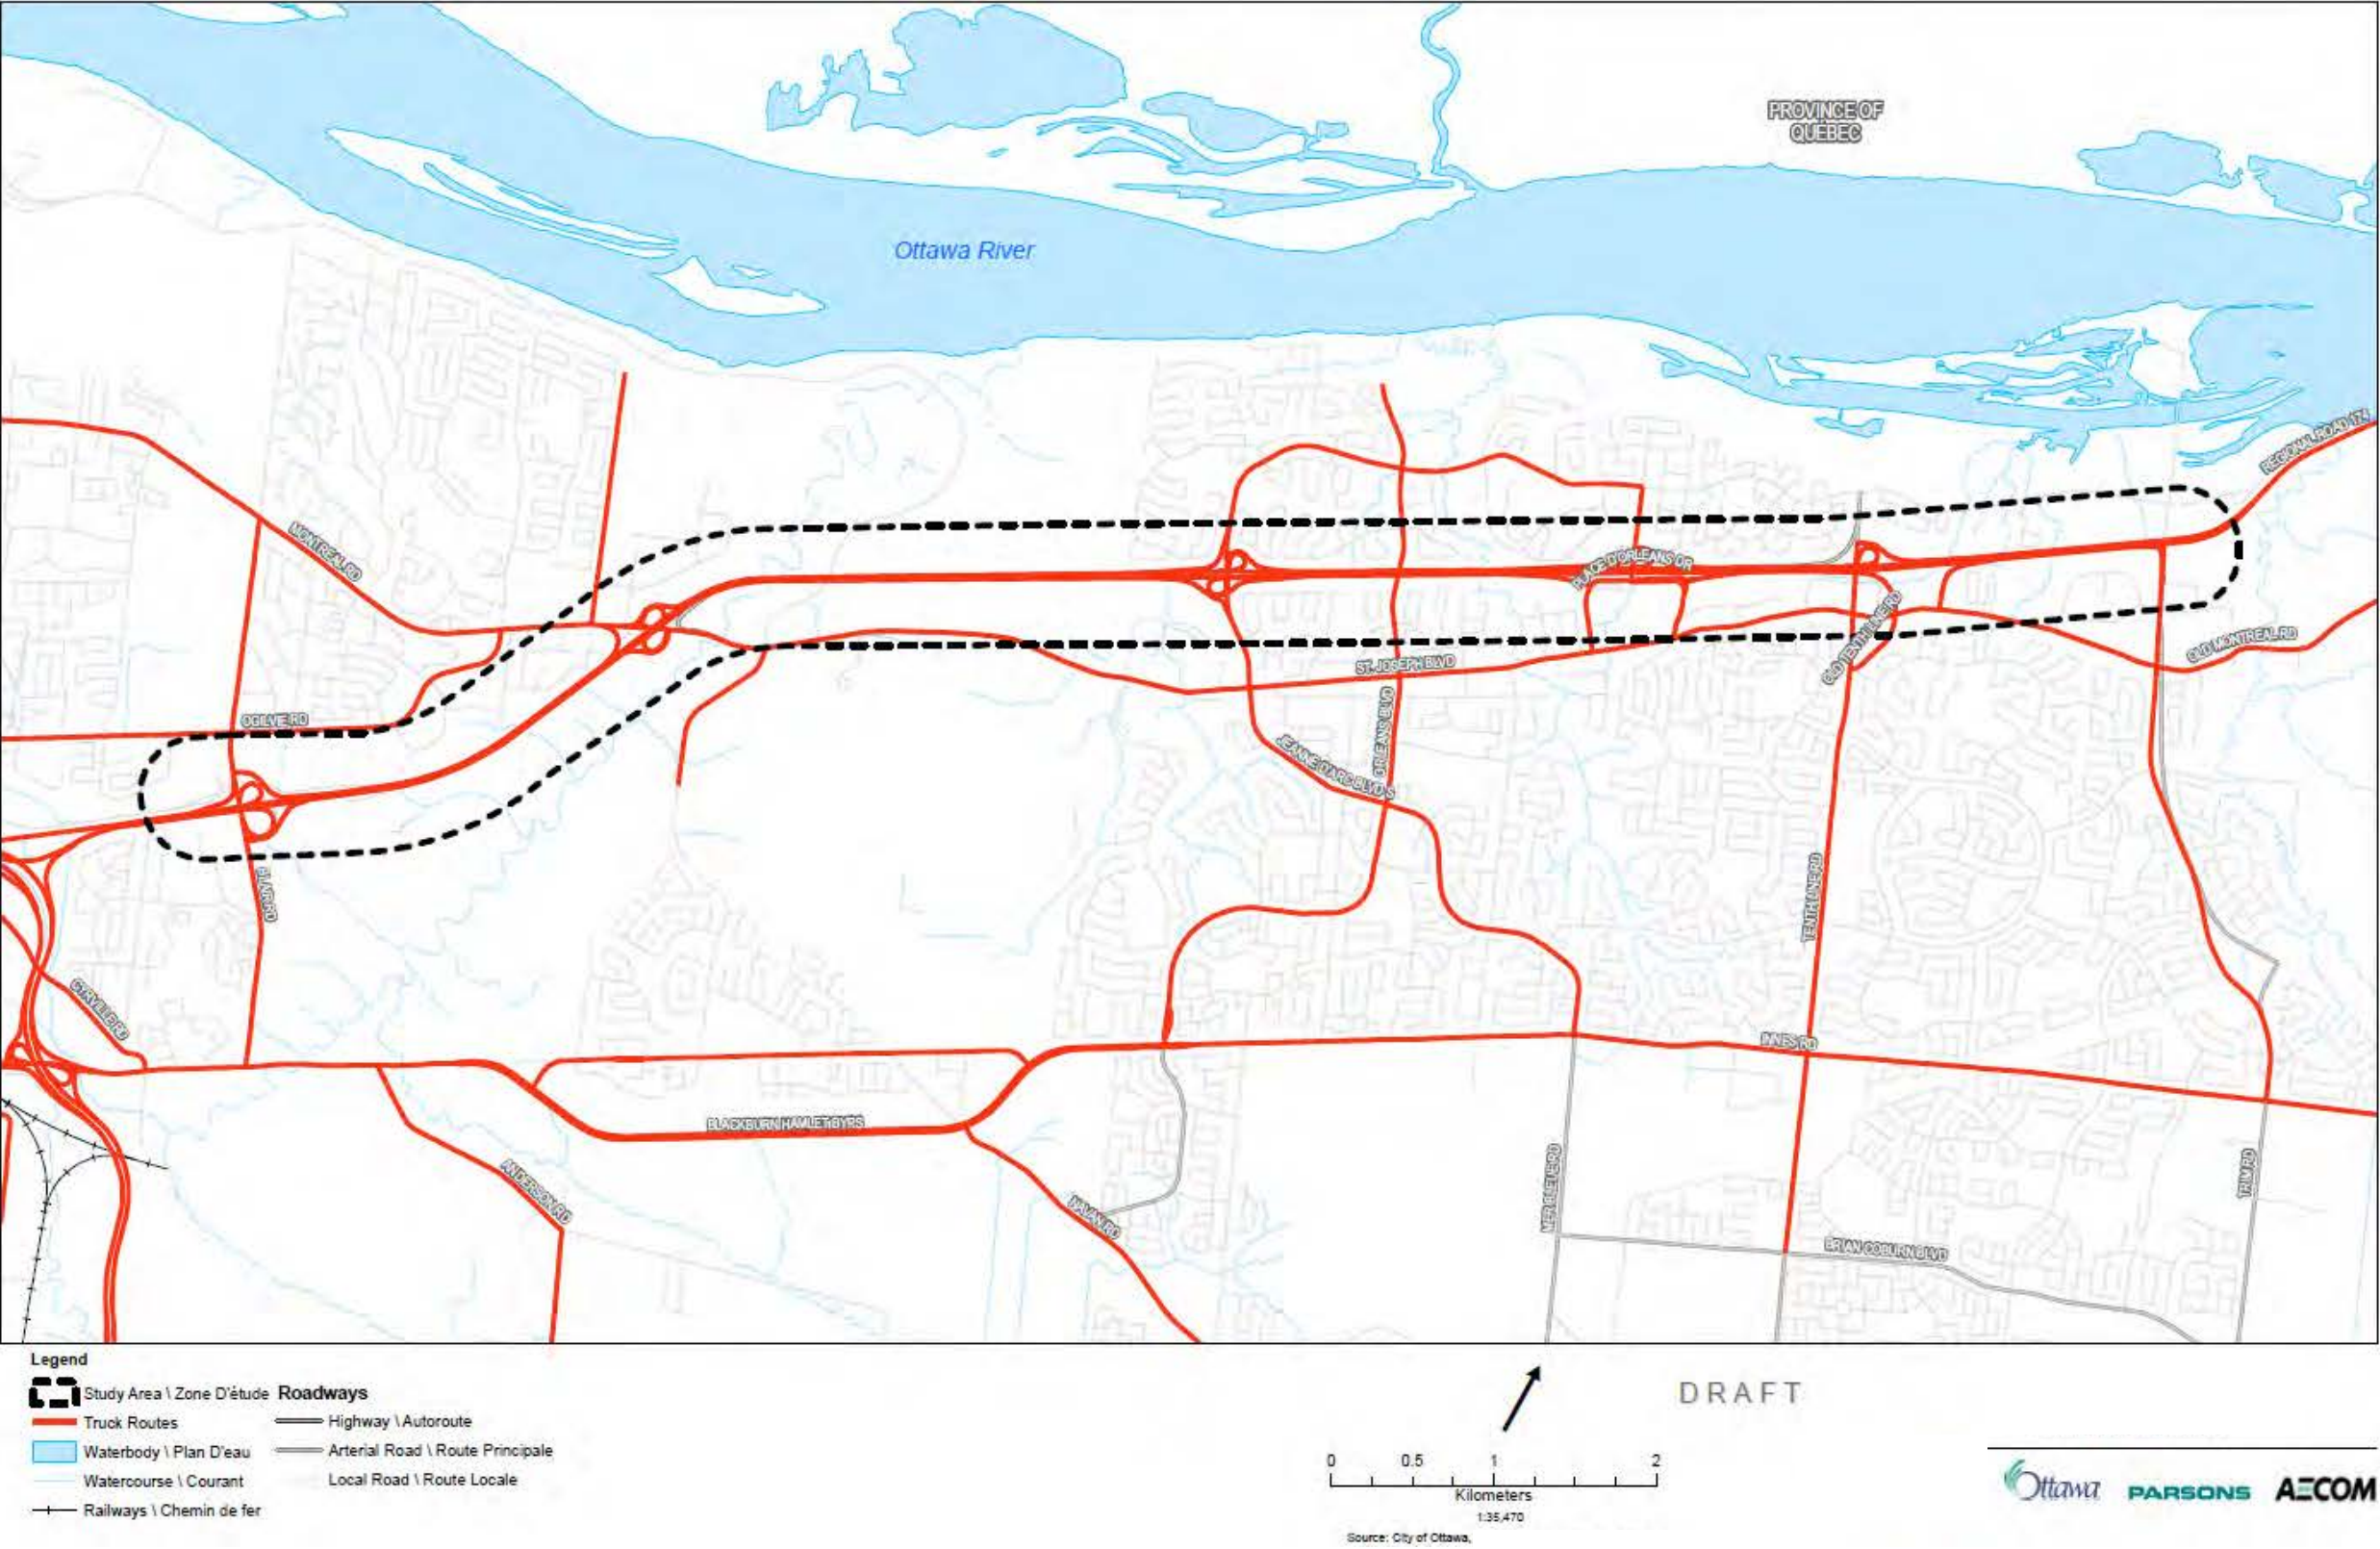 PROVINCE OF
QUÉBEC
Ottawa River
REGIONAL ROAD 174
MONTREAL RD
PLACE D'ORLEANS DR
OLD TENTH LINE RD
OLD MONTREAL RD
ST. JOSEPH BLVD
OGILVIE RD
ORLEANS BLVD
JEANNE D'ARC BLVD S
BLAIR RD
TENTH LINE RD
CYRVILLE RD
INNES RD
BLACKBURN HAMLET BYPS
ANDERSON RD
NAVAN RD
MER BLEUE RD
TRIM RD
BRIAN COBURN BLVD
Legend
Study Area \ Zone D'étude
Truck Routes
Waterbody \ Plan D'eau
Watercourse \ Courant
Railways \ Chemin de fer
Roadways
Highway \ Autoroute
Arterial Road \ Route Principale
Local Road \ Route Locale
DRAFT
0 0.5 1 2
Kilometers
1:35,470
Source: City of Ottawa,
Ottawa PARSONS AECOM